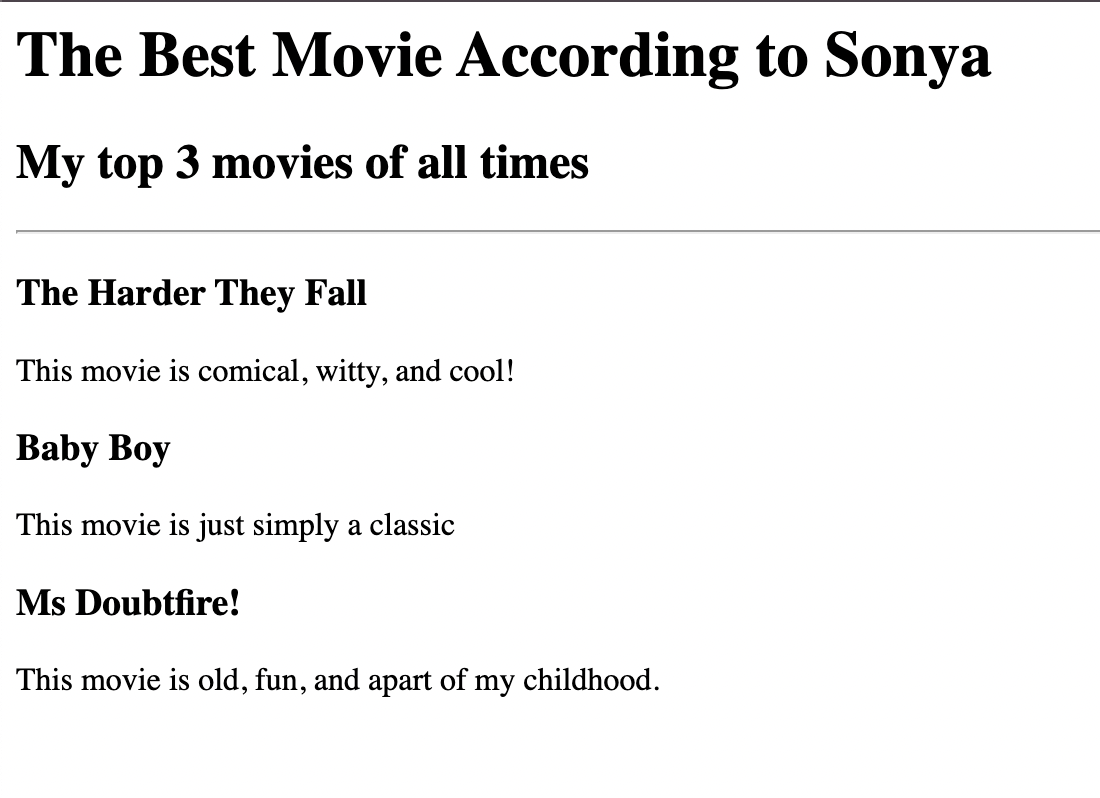 The Best Movie According to Sonya
My top 3 movies of all times
The Harder They Fall
This movie is comical, witty, and cool!
Baby Boy
This movie is just simply a classic
Ms Doubtfire!
This movie is old, fun, and apart of my childhood.